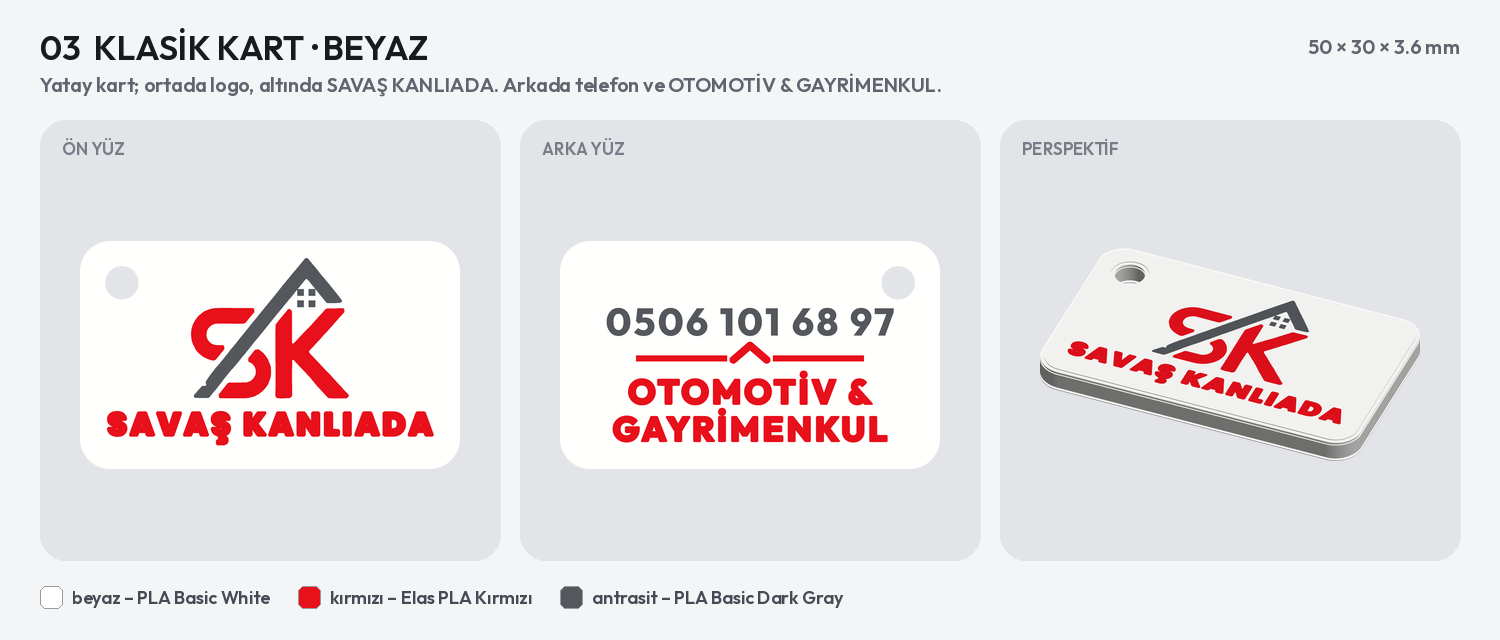 03 KLASİK KART · BEYAZ
50 × 30 × 3.6 mm
Yatay kart; ortada logo, altında SAVAŞ KANLIADA. Arkada telefon ve OTOMOTİV & GAYRİMENKUL.
ÖN YÜZ
SK
SAVAŞ KANLIADA
ARKA YÜZ
0506 101 68 97
OTOMOTİV &
GAYRİMENKUL
PERSPEKTİF
SK
SAVAŞ KANLIADA
beyaz – PLA Basic White
kırmızı – Elas PLA Kırmızı
antrasit – PLA Basic Dark Gray